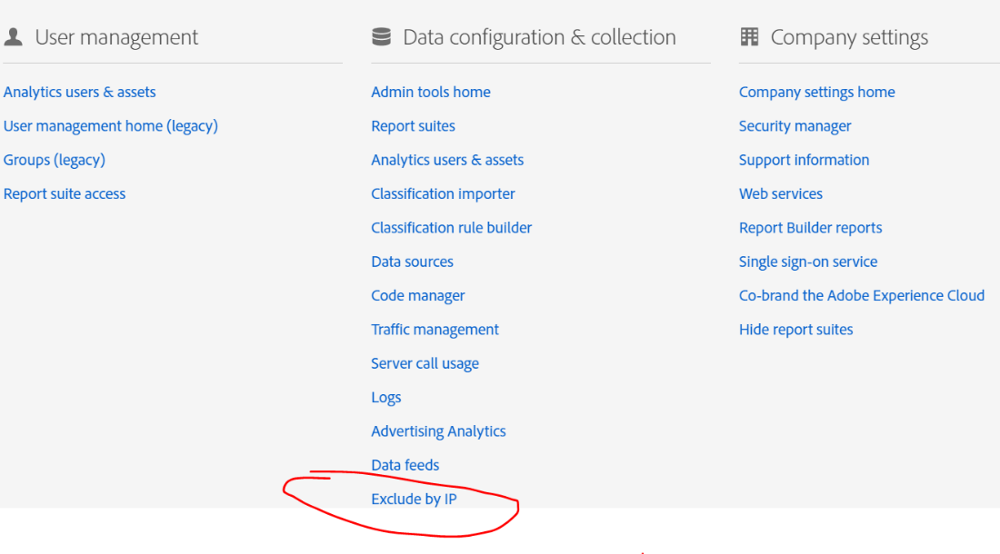 User management
Analytics users & assets
User management home (legacy)
Groups (legacy)
Report suite access
Data configuration & collection
Admin tools home
Report suites
Analytics users & assets
Classification importer
Classification rule builder
Data sources
Code manager
Traffic management
Server call usage
Logs
Advertising Analytics
Data feeds
Exclude by IP
Company settings
Company settings home
Security manager
Support information
Web services
Report Builder reports
Single sign-on service
Co-brand the Adobe Experience Cloud
Hide report suites